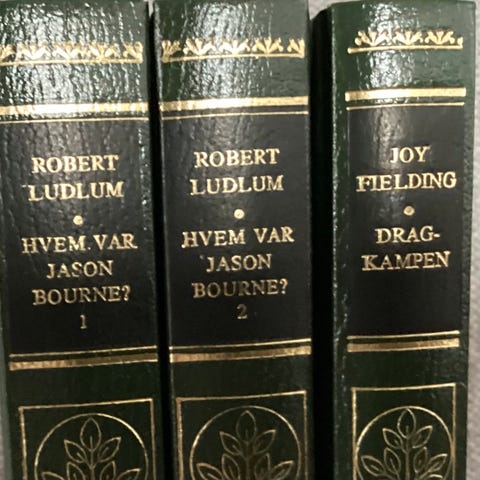 ROBERT
LUDLUM
HVEM VAR
JASON
BOURNE?
1
ROBERT
LUDLUM
HVEM VAR
JASON
BOURNE?
2
JOY
FIELDING
DRAG-
KAMPEN